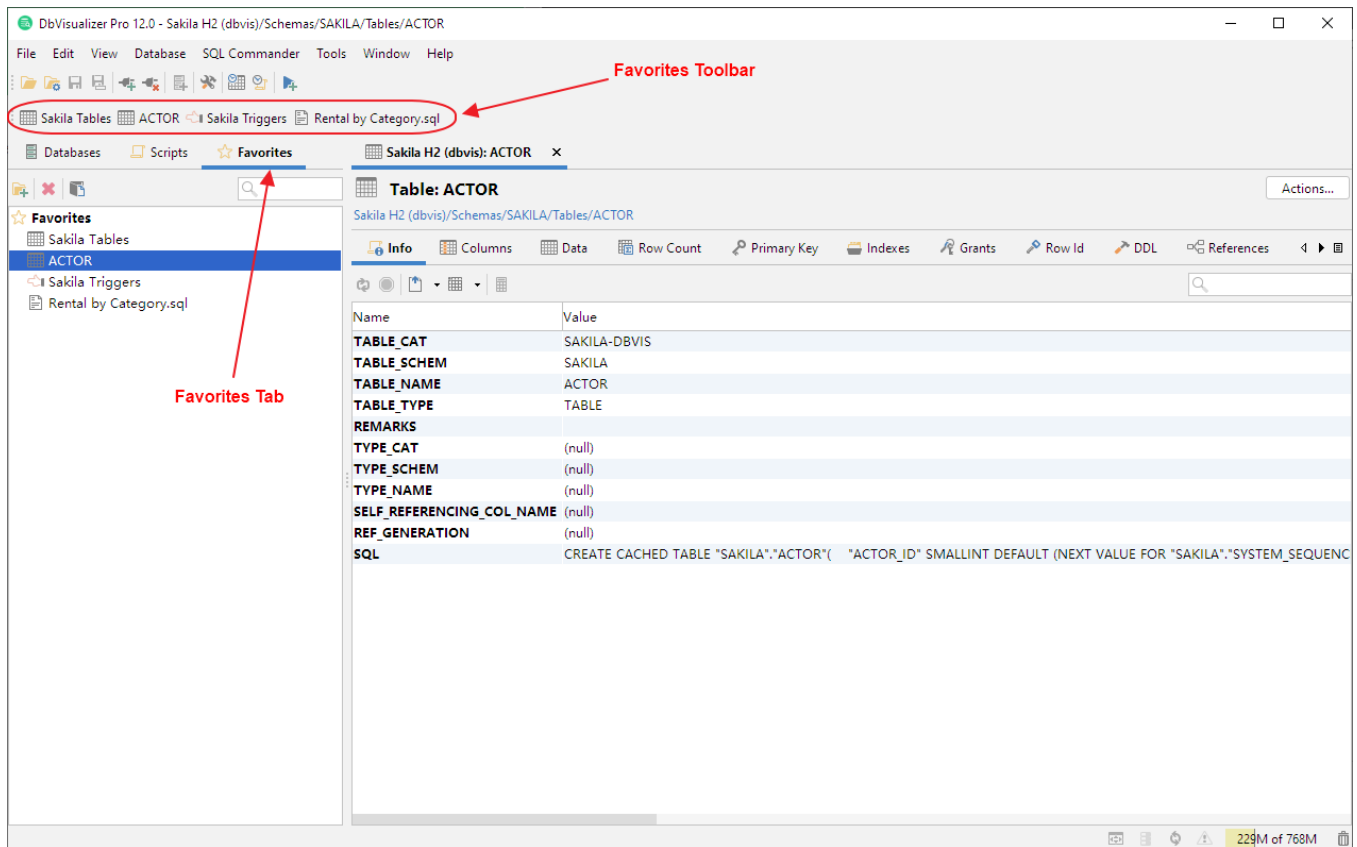 DbVisualizer Pro 12.0 - Sakila H2 (dbvis)/Schemas/SAKILA/Tables/ACTOR
File Edit View Database SQL Commander Tools Window Help
Favorites Toolbar
Sakila Tables ACTOR Sakila Triggers Rental by Category.sql
Databases Scripts Favorites
Sakila H2 (dbvis): ACTOR
Favorites
Sakila Tables
ACTOR
Sakila Triggers
Rental by Category.sql
Favorites Tab
Table: ACTOR
Actions...
Sakila H2 (dbvis)/Schemas/SAKILA/Tables/ACTOR
Info Columns Data Row Count Primary Key Indexes Grants Row Id DDL References
Name Value
TABLE_CAT SAKILA-DBVIS
TABLE_SCHEM SAKILA
TABLE_NAME ACTOR
TABLE_TYPE TABLE
REMARKS
TYPE_CAT (null)
TYPE_SCHEM (null)
TYPE_NAME (null)
SELF_REFERENCING_COL_NAME (null)
REF_GENERATION (null)
SQL CREATE CACHED TABLE "SAKILA"."ACTOR"( "ACTOR_ID" SMALLINT DEFAULT (NEXT VALUE FOR "SAKILA"."SYSTEM_SEQUENC
229M of 768M